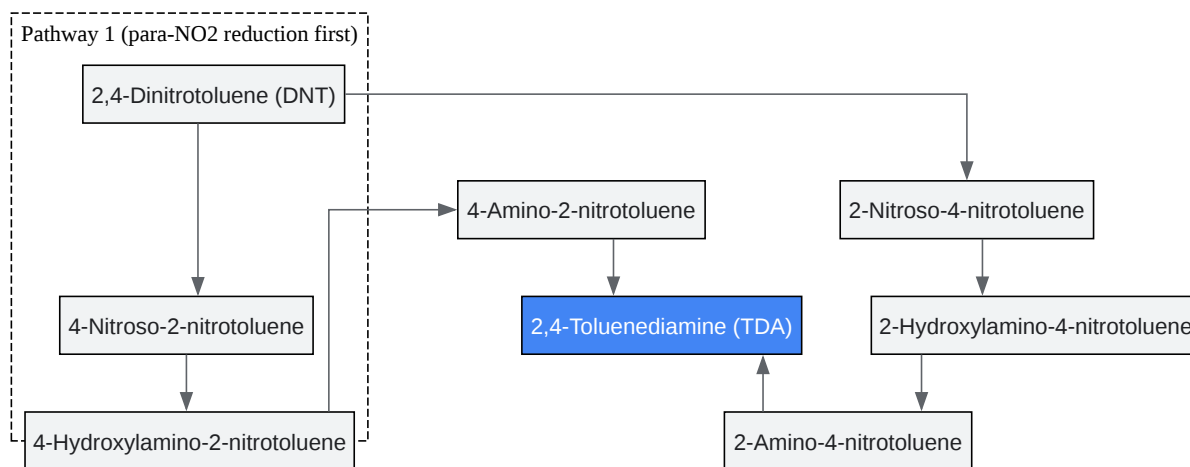 Pathway 1 (para-NO2 reduction first)
2,4-Dinitrotoluene (DNT)
4-Amino-2-nitrotoluene
2-Nitroso-4-nitrotoluene
4-Nitroso-2-nitrotoluene
2,4-Toluenediamine (TDA)
2-Hydroxylamino-4-nitrotoluene
4-Hydroxylamino-2-nitrotoluene
2-Amino-4-nitrotoluene